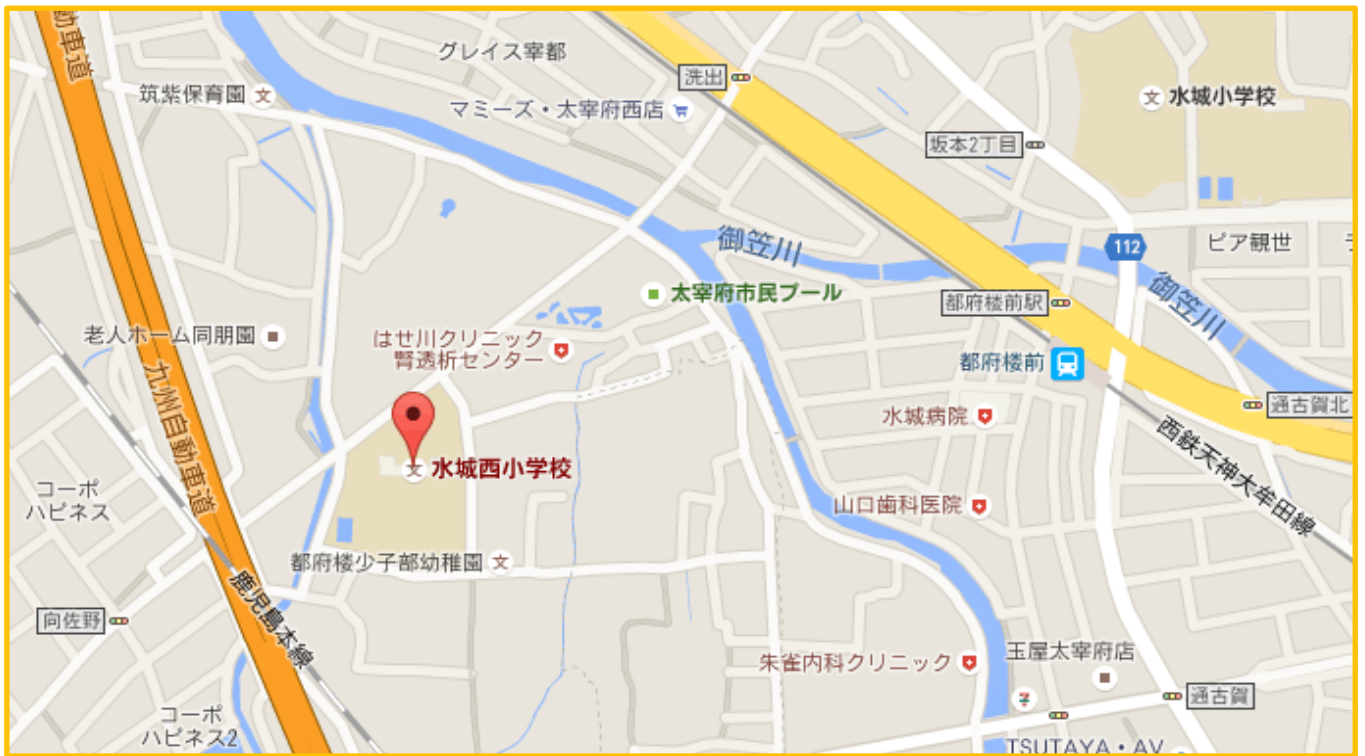 自動車道
グレイス宰都
洗出
筑紫保育園
マミーズ・太宰府西店
水城小学校
坂本2丁目
御笠川
112
ピア観世
太宰府市民プール
都府楼前駅
御笠川
老人ホーム同朋園
はせ川クリニック
腎透析センター
都府楼前
九州自動車道
水城病院
通古賀北
西鉄天神大牟田線
水城西小学校
コーポ
ハピネス
山口歯科医院
都府楼少子部幼稚園
鹿児島本線
向佐野
朱雀内科クリニック
玉屋太宰府店
通古賀
コーポ
ハピネス2
TSUTAYA・AV